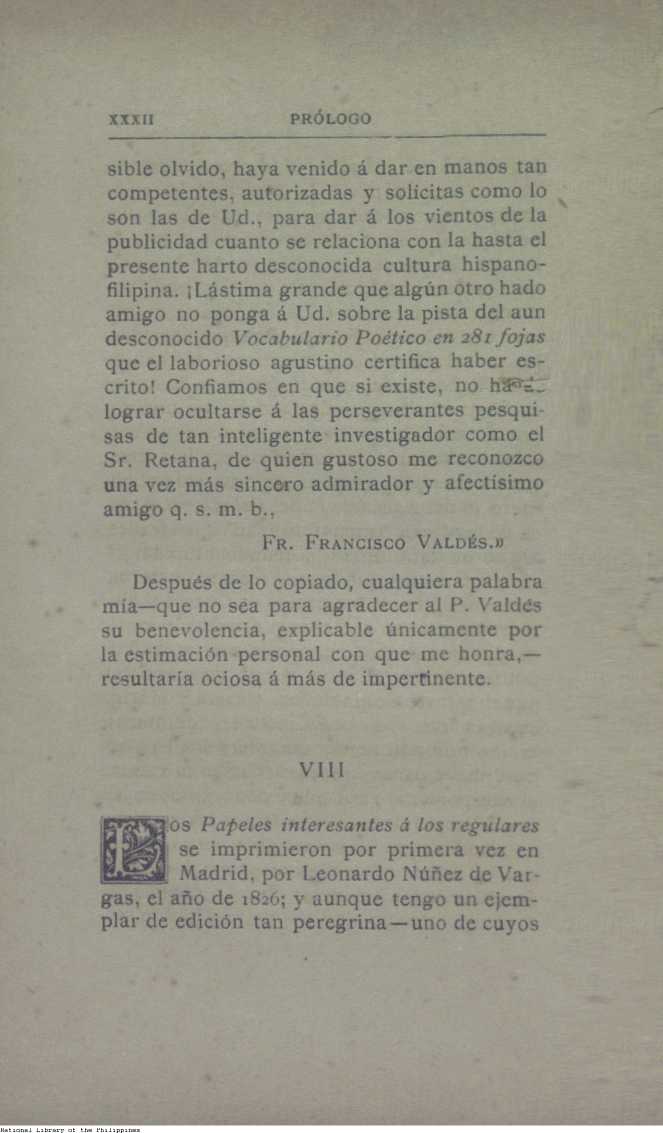 XXXII PRÓLOGO
sible olvido, haya venido á dar en manos tan
competentes, autorizadas y solícitas como lo
son las de Ud., para dar á los vientos de la
publicidad cuanto se relaciona con la hasta el
presente harto desconocida cultura hispano-
filipina. ¡Lástima grande que algún otro hado
amigo no ponga á Ud. sobre la pista del aun
desconocido Vocabulario Poético en 281 fojas
que el laborioso agustino certifica haber es-
crito! Confiamos en que si existe, no
lograr ocultarse á las perseverantes pesqui-
sas de tan inteligente investigador como el
Sr. Retana, de quien gustoso me reconozco
una vez más sincero admirador y afectísimo
amigo q. s. m. b.,
FR. FRANCISCO VALDÉS.»
Después de lo copiado, cualquiera palabra
mía—que no sea para agradecer al P. Valdés
su benevolencia, explicable únicamente por
la estimación personal con que me honra,—
resultaría ociosa á más de impertinente.
VIII
Los Papeles interesantes á los regulares
se imprimieron por primera vez en
Madrid, por Leonardo Núñez de Var-
gas, el año de 1826; y aunque tengo un ejem-
plar de edición tan peregrina—uno de cuyos
National Library of the Philippines